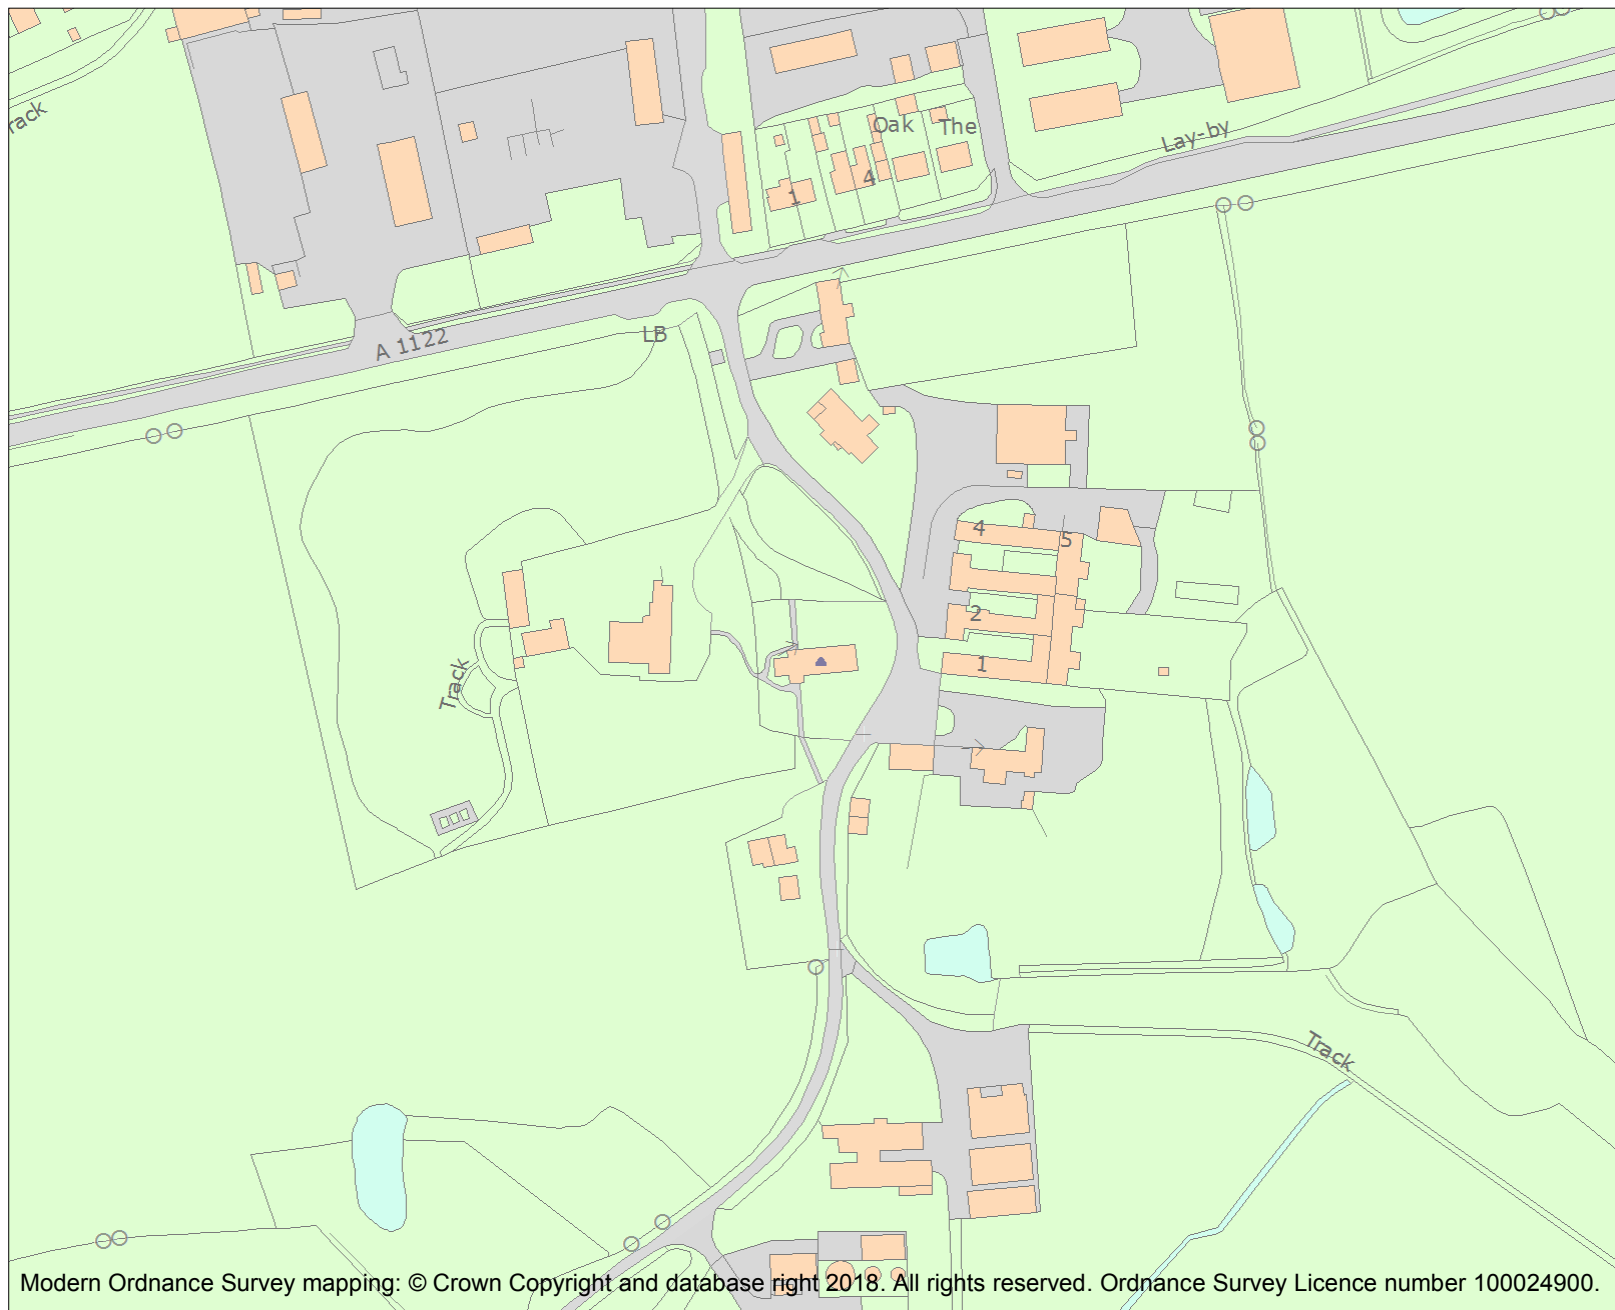 rack
Oak The
Lay-by
1
4
A 1122
LB
4
5
2
1
Track
Track
Modern Ordnance Survey mapping: © Crown Copyright and database right 2018. All rights reserved. Ordnance Survey Licence number 100024900.